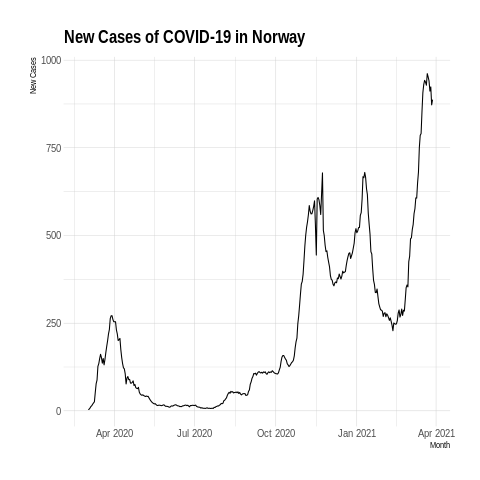 New Cases of COVID-19 in Norway
New Cases
1000
750
500
250
0
Apr 2020
Jul 2020
Oct 2020
Jan 2021
Apr 2021
Month